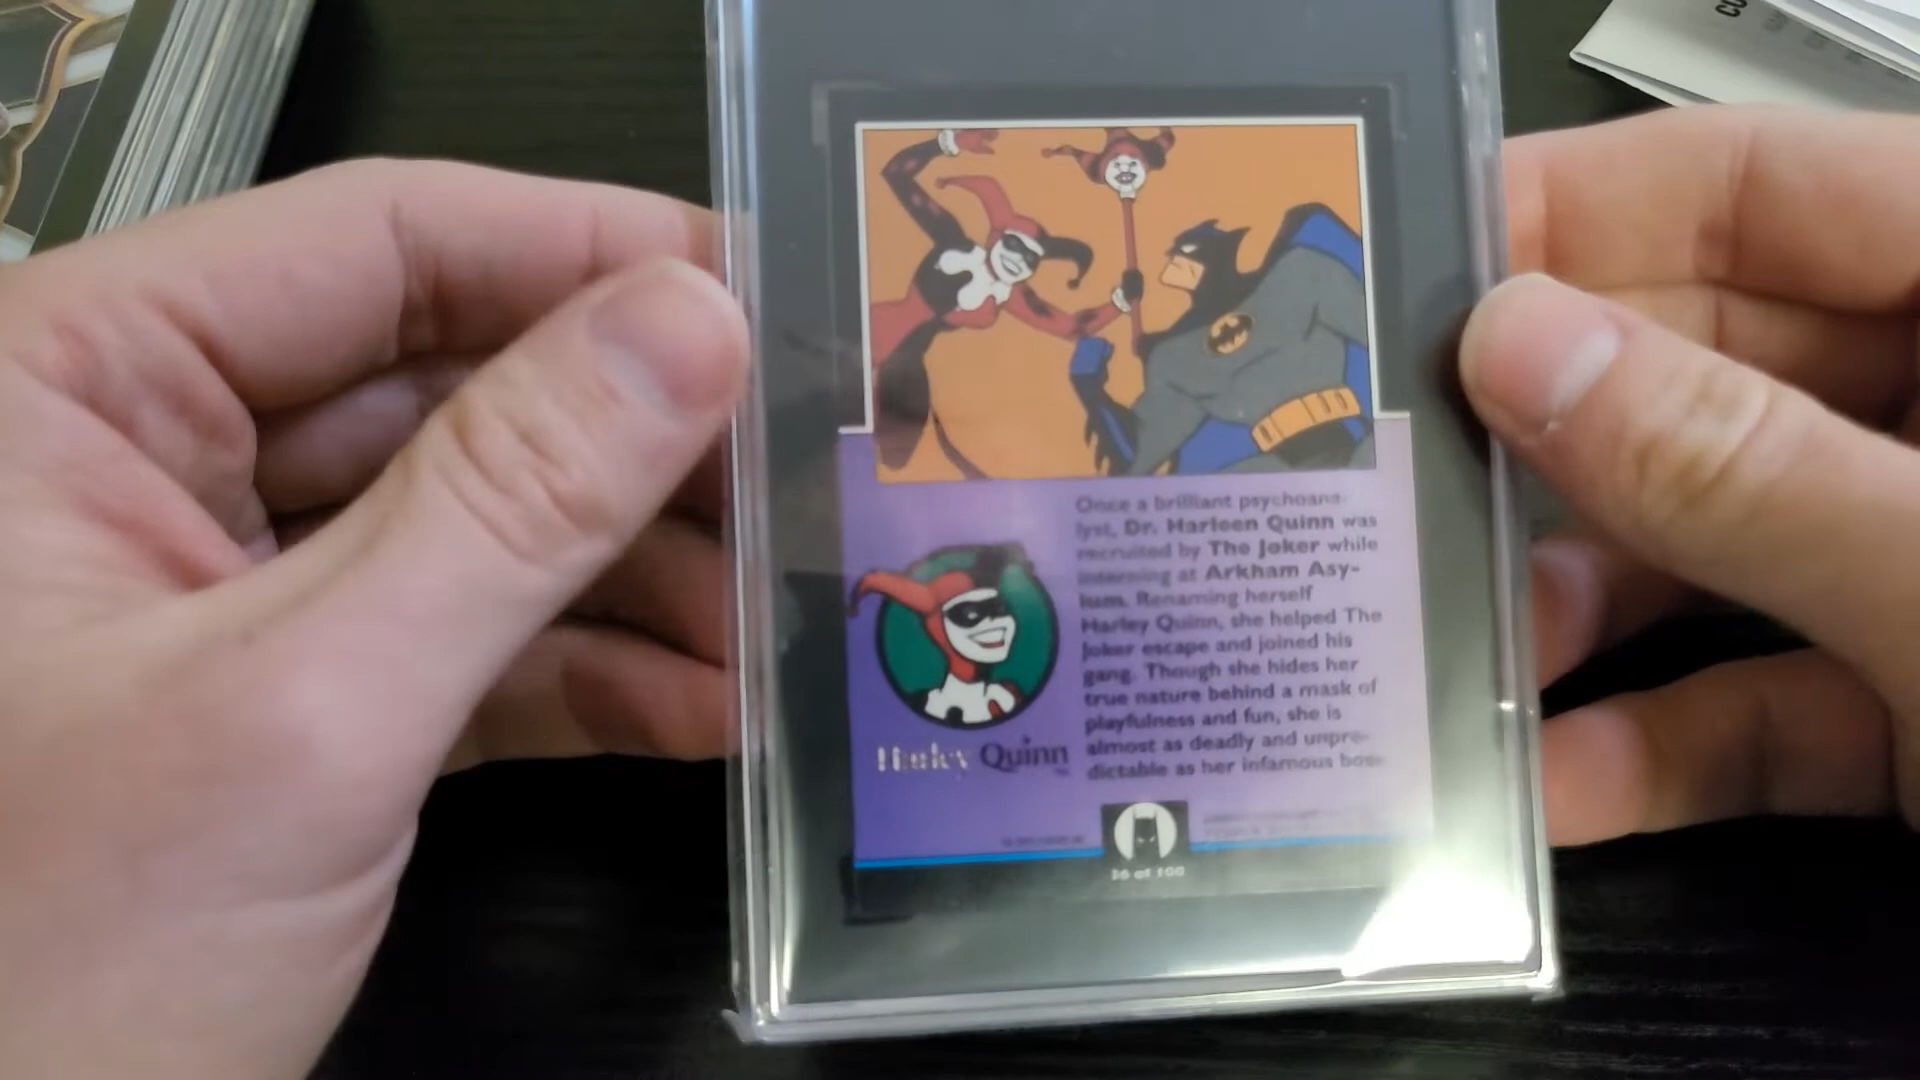 CO
Once a brilliant psychoana-
lyst, Dr. Harleen Quinn was
recruited by The Joker while
interning at Arkham Asy-
lum. Renaming herself
Harley Quinn, she helped The
Joker escape and joined his
gang. Though she hides her
true nature behind a mask of
playfulness and fun, she is
almost as deadly and unpre-
dictable as her infamous boss
Harley Quinn
of 100